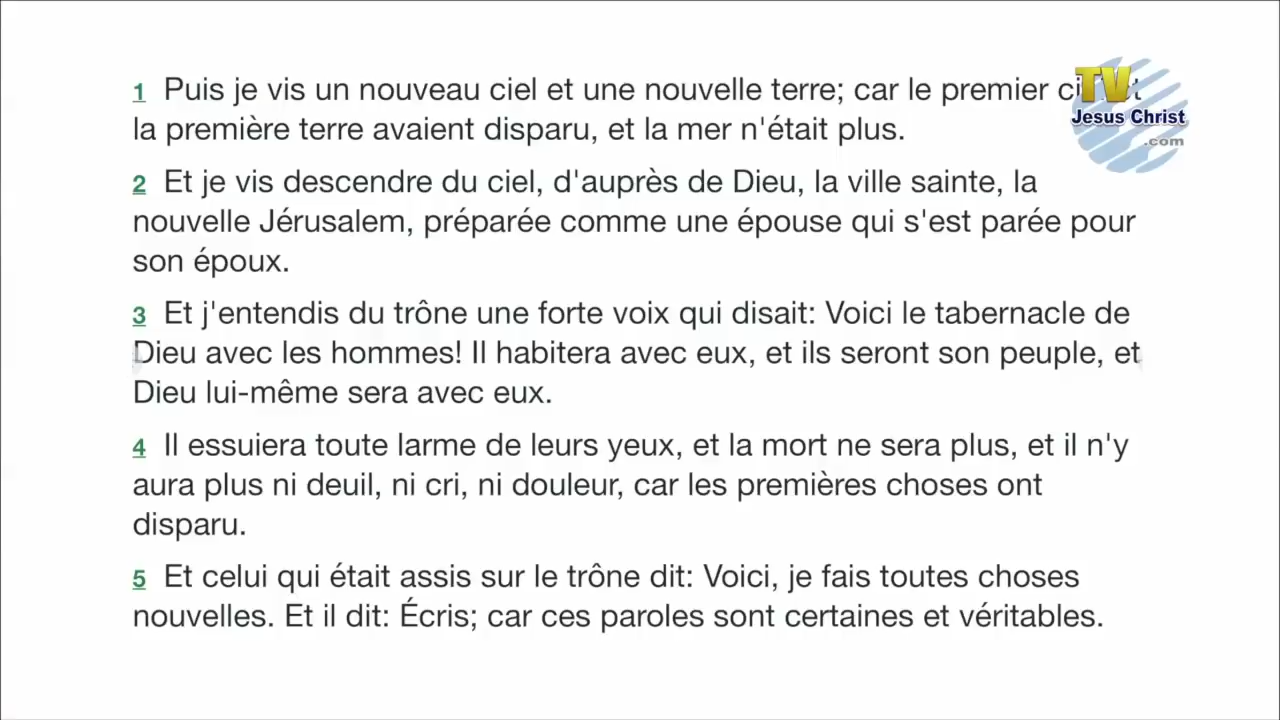 1 Puis je vis un nouveau ciel et une nouvelle terre; car le premier
la première terre avaient disparu, et la mer n'était plus.
2 Et je vis descendre du ciel, d'auprès de Dieu, la ville sainte, la
nouvelle Jérusalem, préparée comme une épouse qui s'est parée pour
son époux.
3 Et j'entendis du trône une forte voix qui disait: Voici le tabernacle de
Dieu avec les hommes! Il habitera avec eux, et ils seront son peuple, et
Dieu lui-même sera avec eux.
4 Il essuiera toute larme de leurs yeux, et la mort ne sera plus, et il n'y
aura plus ni deuil, ni cri, ni douleur, car les premières choses ont
disparu.
5 Et celui qui était assis sur le trône dit: Voici, je fais toutes choses
nouvelles. Et il dit: Écris; car ces paroles sont certaines et véritables.
TV
Jesus Christ
.com